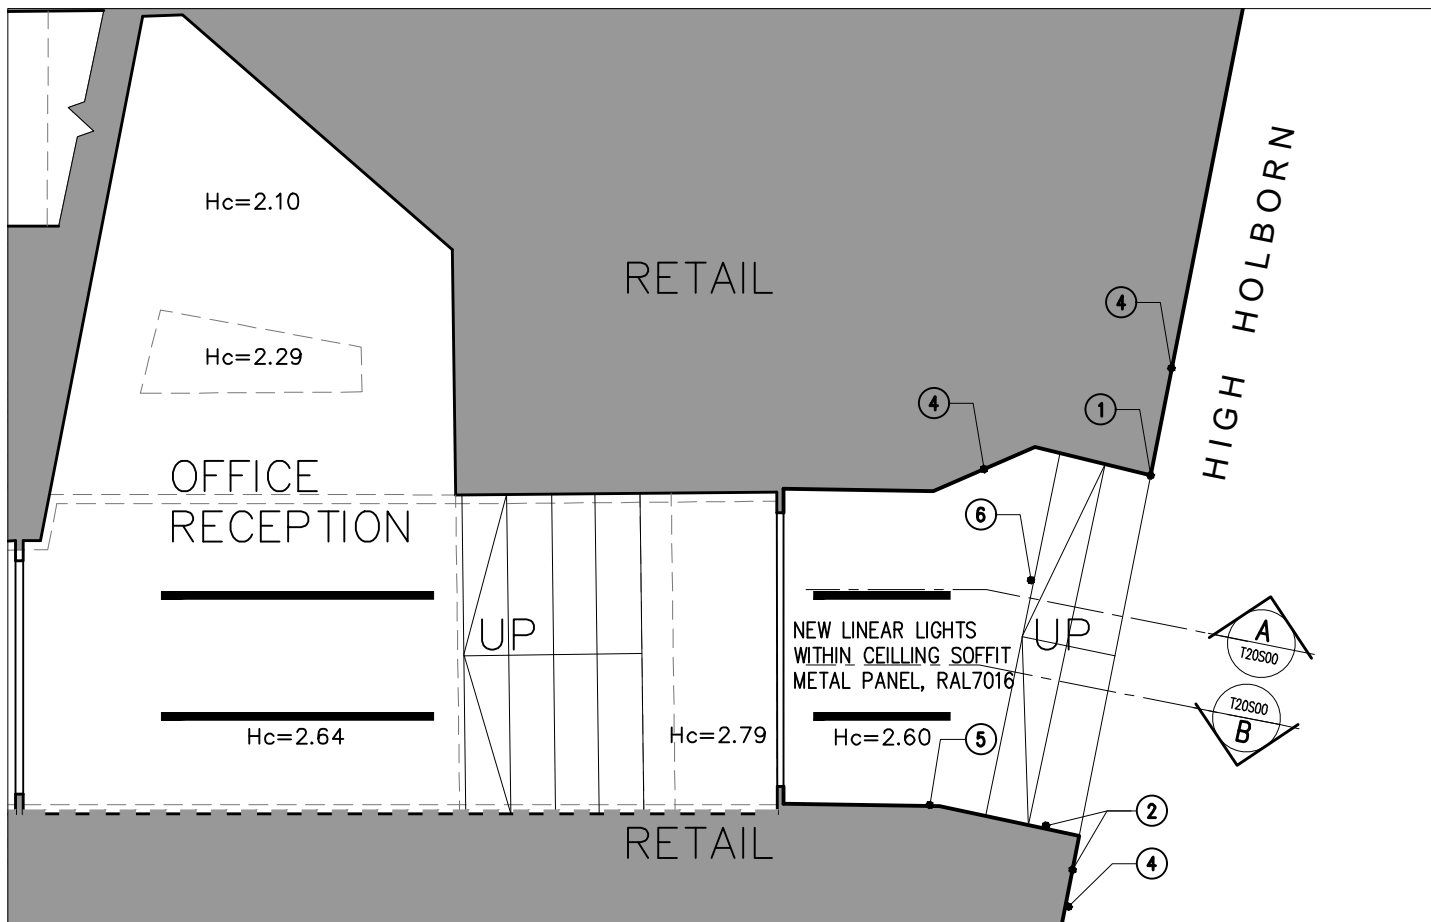 Hc=2.10
RETAIL
HIGH HOLBORN
4
Hc=2.29
4
1
OFFICE
RECEPTION
6
UP
NEW LINEAR LIGHTS
WITHIN CEILLING SOFFIT
METAL PANEL, RAL7016
UP
A
T20S00
T20S00
B
Hc=2.64
Hc=2.79
Hc=2.60
5
2
RETAIL
4